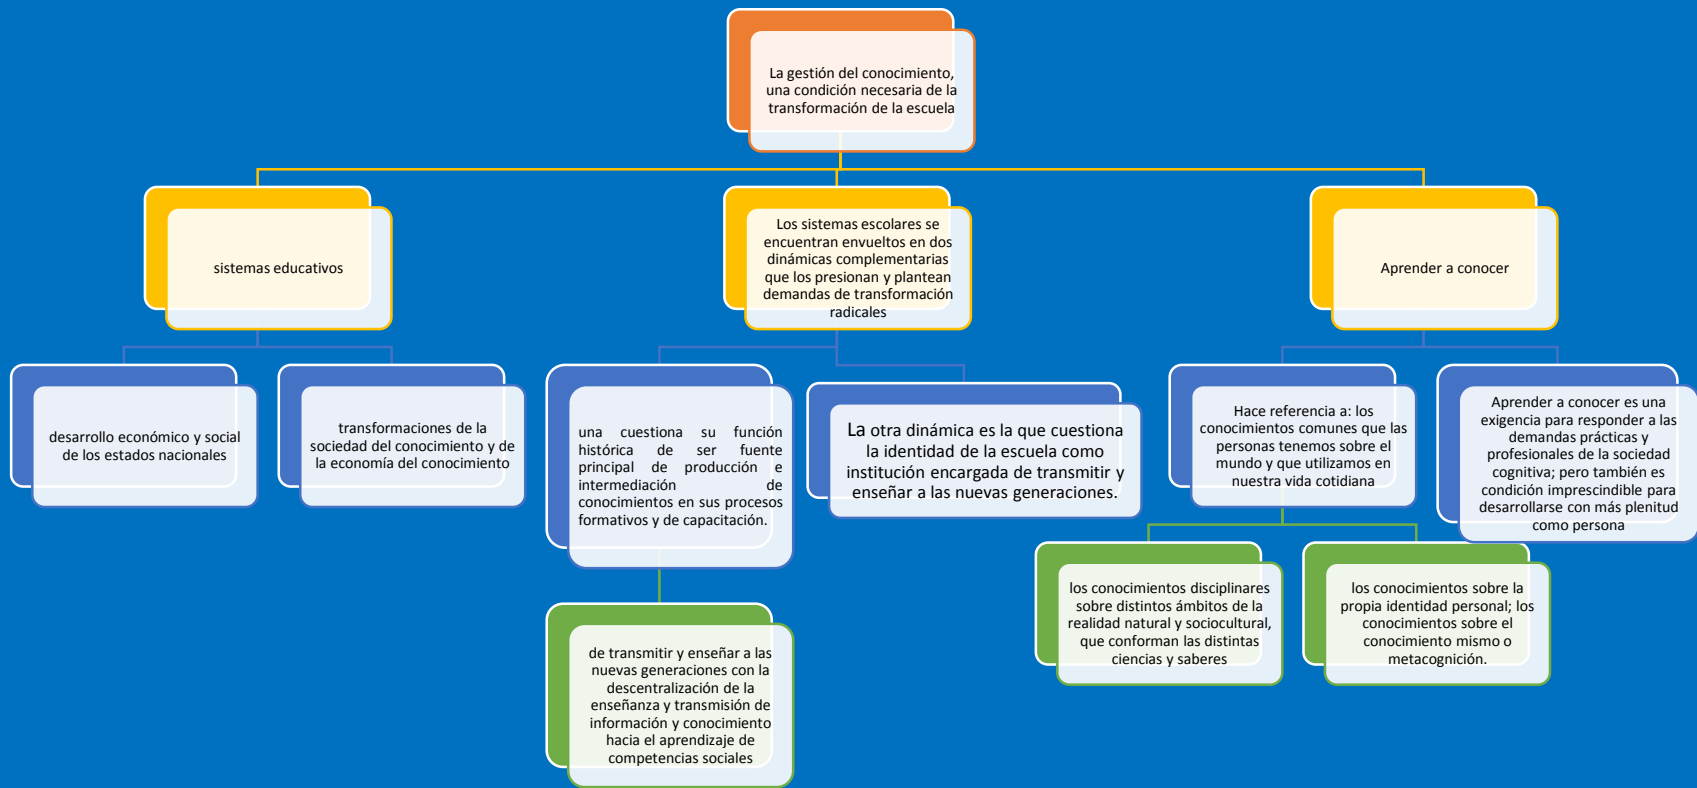 La gestión del conocimiento,
una condición necesaria de la
transformación de la escuela
sistemas educativos
Los sistemas escolares se
encuentran envueltos en dos
dinámicas complementarias
que los presionan y plantean
demandas de transformación
radicales
Aprender a conocer
desarrollo económico y social
de los estados nacionales
transformaciones de la
sociedad del conocimiento y de
la economía del conocimiento
una cuestiona su función
histórica de ser fuente
principal de producción e
intermediación de
conocimientos en sus procesos
formativos y de capacitación.
La otra dinámica es la que cuestiona
la identidad de la escuela como
institución encargada de transmitir y
enseñar a las nuevas generaciones.
Hace referencia a: los
conocimientos comunes que las
personas tenemos sobre el
mundo y que utilizamos en
nuestra vida cotidiana
Aprender a conocer es una
exigencia para responder a las
demandas prácticas y
profesionales de la sociedad
cognitiva; pero también es
condición imprescindible para
desarrollarse con más plenitud
como persona
de transmitir y enseñar a las
nuevas generaciones con la
descentralización de la
enseñanza y transmisión de
información y conocimiento
hacia el aprendizaje de
competencias sociales
los conocimientos disciplinares
sobre distintos ámbitos de la
realidad natural y sociocultural,
que conforman las distintas
ciencias y saberes
los conocimientos sobre la
propia identidad personal; los
conocimientos sobre el
conocimiento mismo o
metacognición.